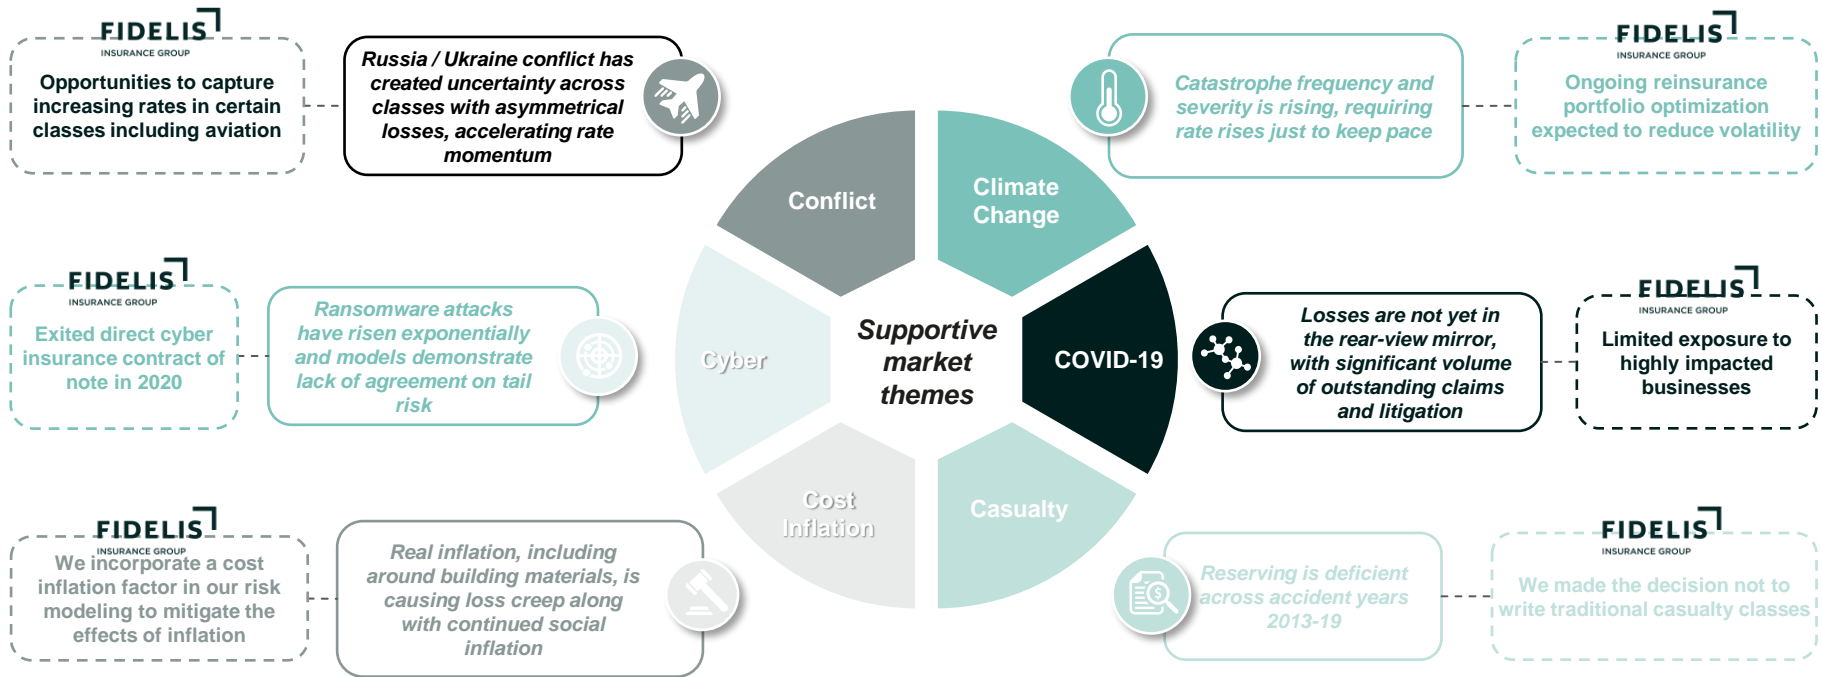 FIDELIS
INSURANCE GROUP
Opportunities to capture
increasing rates in certain
classes including aviation
Russia / Ukraine conflict has
created uncertainty across
classes with asymmetrical
losses, accelerating rate
momentum
Conflict
Climate
Change
Catastrophe frequency and
severity is rising, requiring
rate rises just to keep pace
FIDELIS
INSURANCE GROUP
Ongoing reinsurance
portfolio optimization
expected to reduce volatility
FIDELIS
INSURANCE GROUP
Exited direct cyber
insurance contract of
note in 2020
Ransomware attacks
have risen exponentially
and models demonstrate
lack of agreement on tail
risk
Cyber
Supportive
market
themes
COVID-19
Losses are not yet in
the rear-view mirror,
with significant volume
of outstanding claims
and litigation
FIDELIS
INSURANCE GROUP
Limited exposure to
highly impacted
businesses
FIDELIS
INSURANCE GROUP
We incorporate a cost
inflation factor in our risk
modeling to mitigate the
effects of inflation
Real inflation, including
around building materials, is
causing loss creep along
with continued social
inflation
Cost
Inflation
Casualty
$
Reserving is deficient
across accident years
2013-19
FIDELIS
INSURANCE GROUP
We made the decision not to
write traditional casualty classes